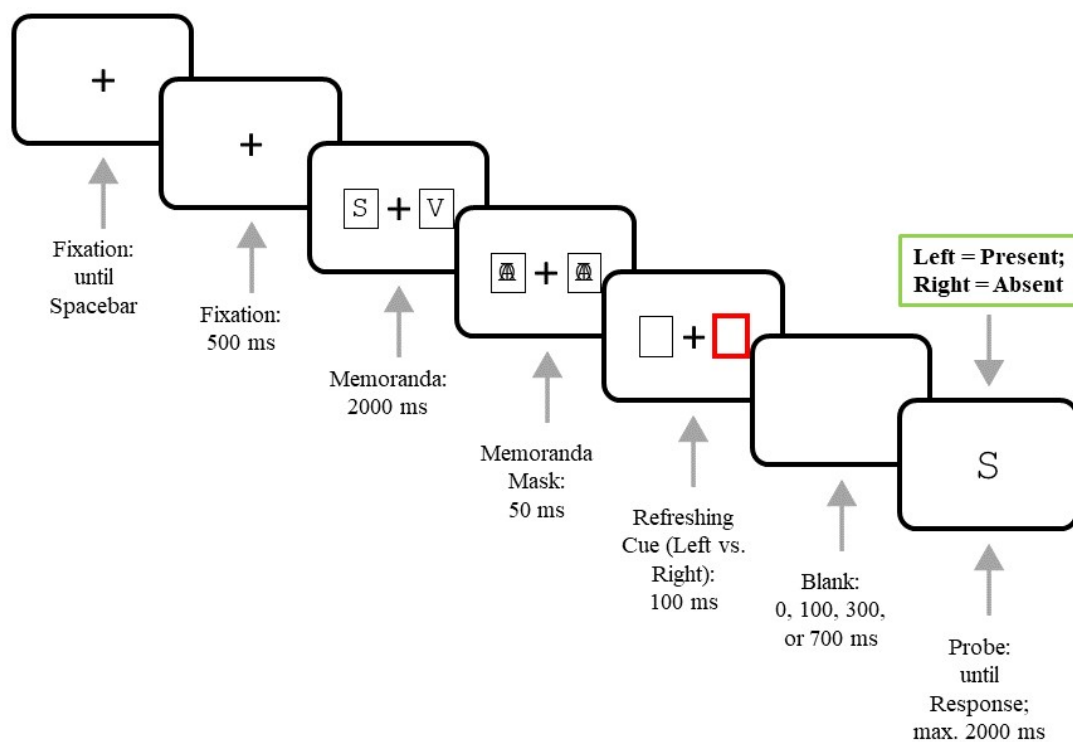 +
+
S + V
+
+
Left = Present;
Right = Absent
S
Fixation:
until
Spacebar
Fixation:
500 ms
Memoranda:
2000 ms
Memoranda
Mask:
50 ms
Refreshing
Cue (Left vs.
Right):
100 ms
Blank:
0, 100, 300,
or 700 ms
Probe:
until
Response;
max. 2000 ms